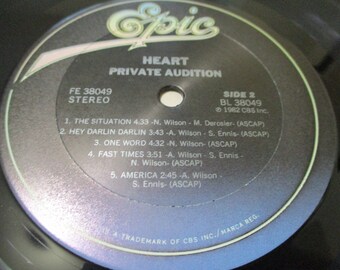 Epic
HEART
PRIVATE AUDITION
FE 38049
STEREO
SIDE 2
BL 38049
℗ 1982 CBS Inc.
1. THE SITUATION 4:33 -N. Wilson - M. Derosier- (ASCAP)
2. HEY DARLIN DARLIN 3:43 -A. Wilson - S. Ennis- (ASCAP)
3. ONE WORD 4:32 -N. Wilson- (ASCAP)
4. FAST TIMES 3:51 -A. Wilson - S. Ennis -
N. Wilson- (ASCAP)
5. AMERICA 2:45 -A. Wilson -
S. Ennis- (ASCAP)
IS A TRADEMARK OF CBS INC./MARCA REG.